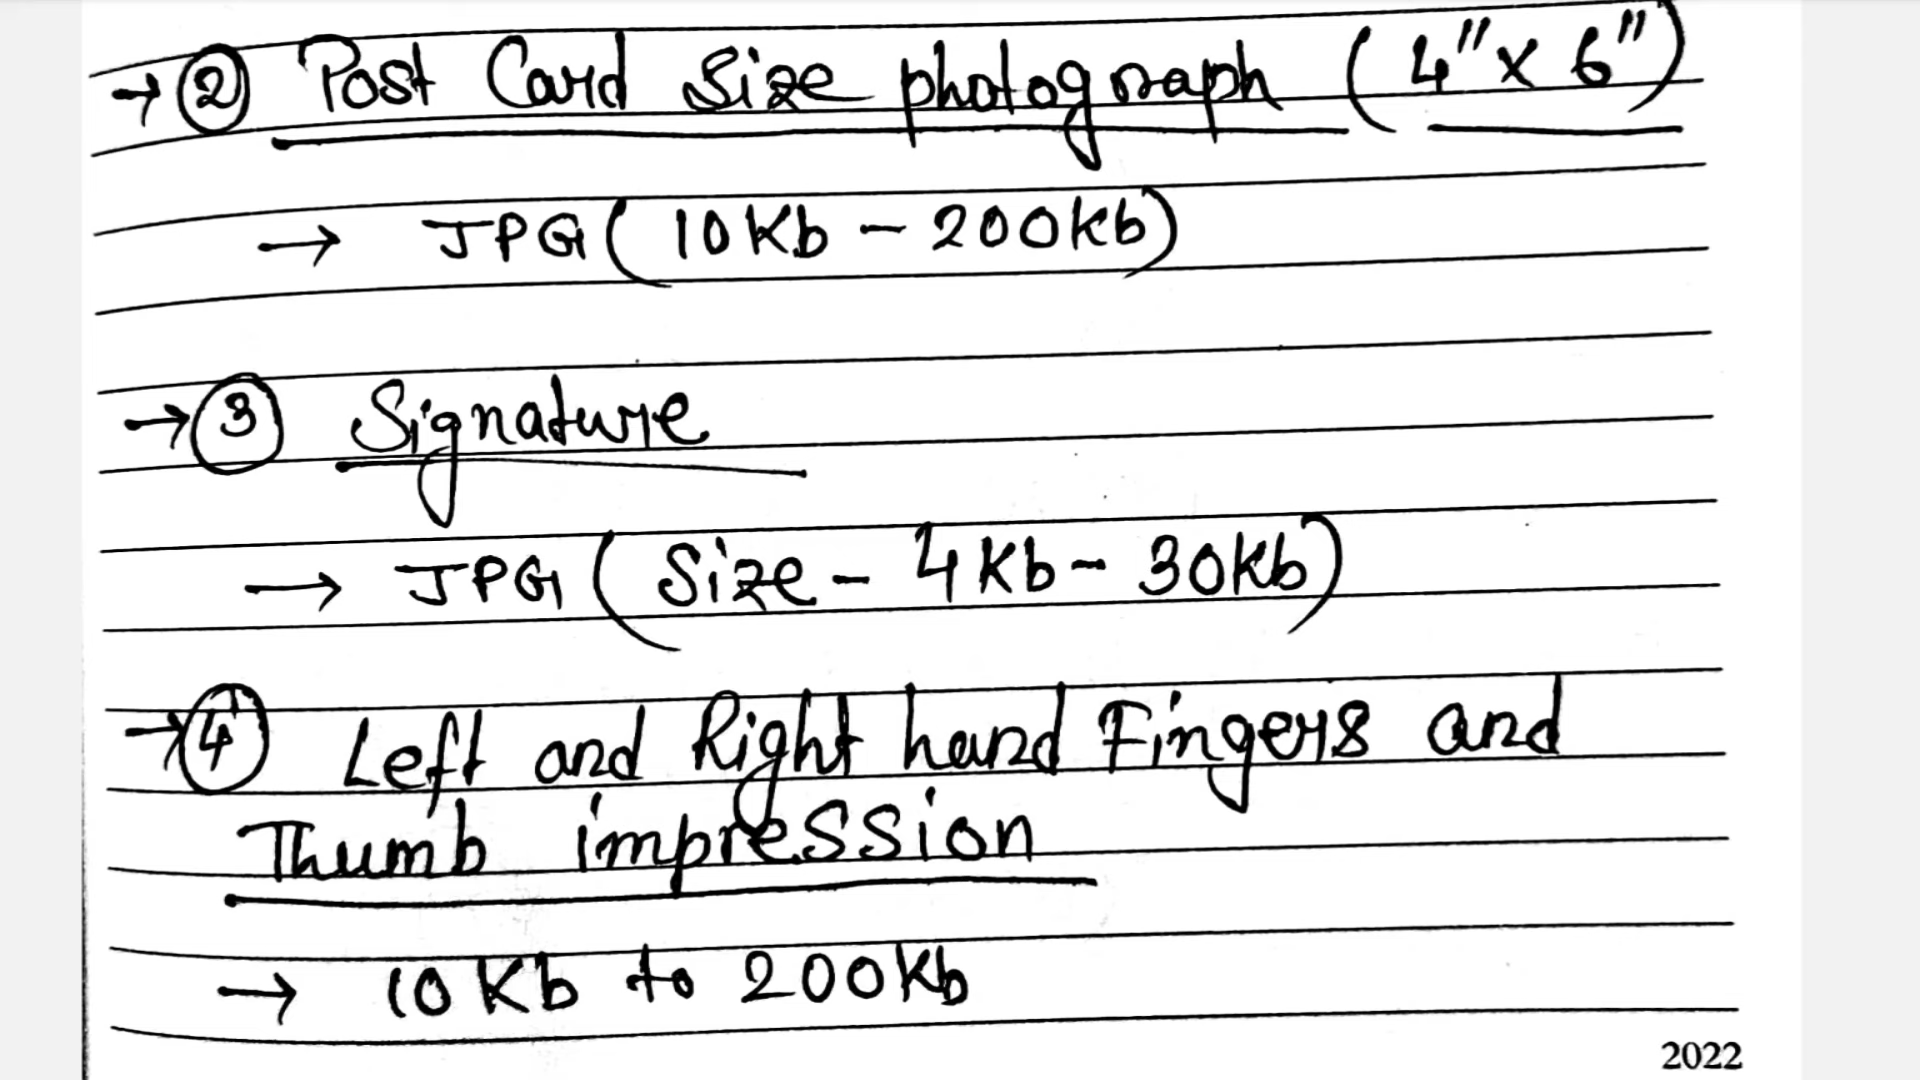 → ② Post Card Size photograph (4"x 6")
→ JPG (10Kb - 200Kb)
→ ③ Signature
→ JPG (Size - 4Kb - 30Kb)
→ ④ Left and Right hand Fingers and
Thumb impression
→ 10Kb to 200Kb
2022